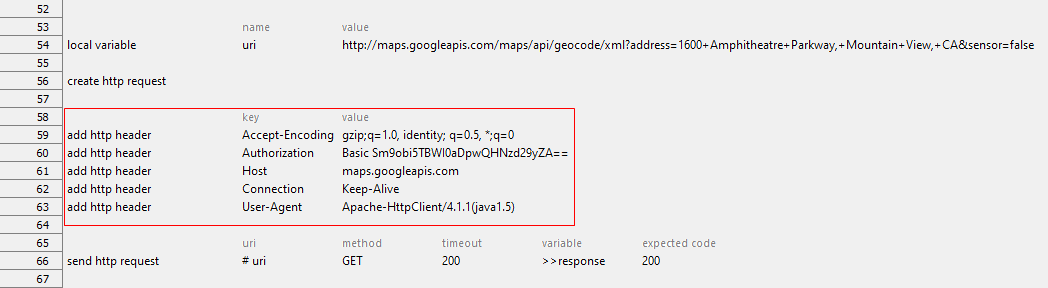 52
53 name value
54 local variable uri http://maps.googleapis.com/maps/api/geocode/xml?address=1600+Amphitheatre+Parkway,+Mountain+View,+CA&sensor=false
55
56 create http request
57
58 key value
59 add http header Accept-Encoding gzip;q=1.0, identity; q=0.5, *;q=0
60 add http header Authorization Basic Sm9obi5TBWl0aDpwQHNzd29yZA==
61 add http header Host maps.googleapis.com
62 add http header Connection Keep-Alive
63 add http header User-Agent Apache-HttpClient/4.1.1(java1.5)
64
65 uri method timeout variable expected code
66 send http request # uri GET 200 >>response 200
67